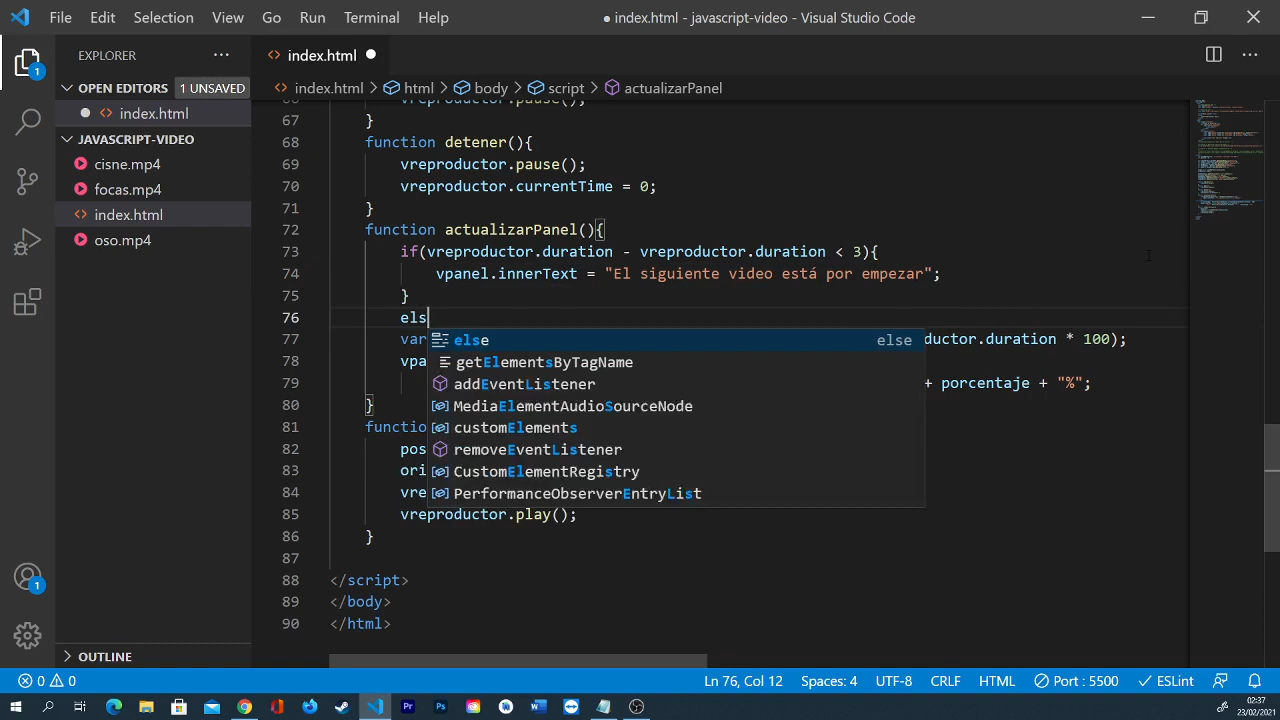 File Edit Selection View Go Run Terminal Help
● index.html - javascript-video - Visual Studio Code
EXPLORER
index.html
OPEN EDITORS 1 UNSAVED
index.html > html > body > script > actualizarPanel
index.html
JAVASCRIPT-VIDEO
cisne.mp4
focas.mp4
index.html
oso.mp4
vreproductor.pause();
67 }
68 function detener(){
69 vreproductor.pause();
70 vreproductor.currentTime = 0;
71 }
72 function actualizarPanel(){
73 if(vreproductor.duration - vreproductor.duration < 3){
74 vpanel.innerText = "El siguiente video está por empezar";
75 }
76 els
77 var ductor.duration * 100);
78 vpa
79 + porcentaje + "%";
80 }
81 functio
82 pos
83 ori
84 vre
85 vreproductor.play();
86 }
87
88 </script>
89 </body>
90 </html>
else else
getElementsByTagName
addEventListener
MediaElementAudioSourceNode
customElements
removeEventListener
CustomElementRegistry
PerformanceObserverEntryList
OUTLINE
1
1
0 0
Ln 76, Col 12 Spaces: 4 UTF-8 CRLF HTML Port : 5500 ESLint
02:37
23/02/2021